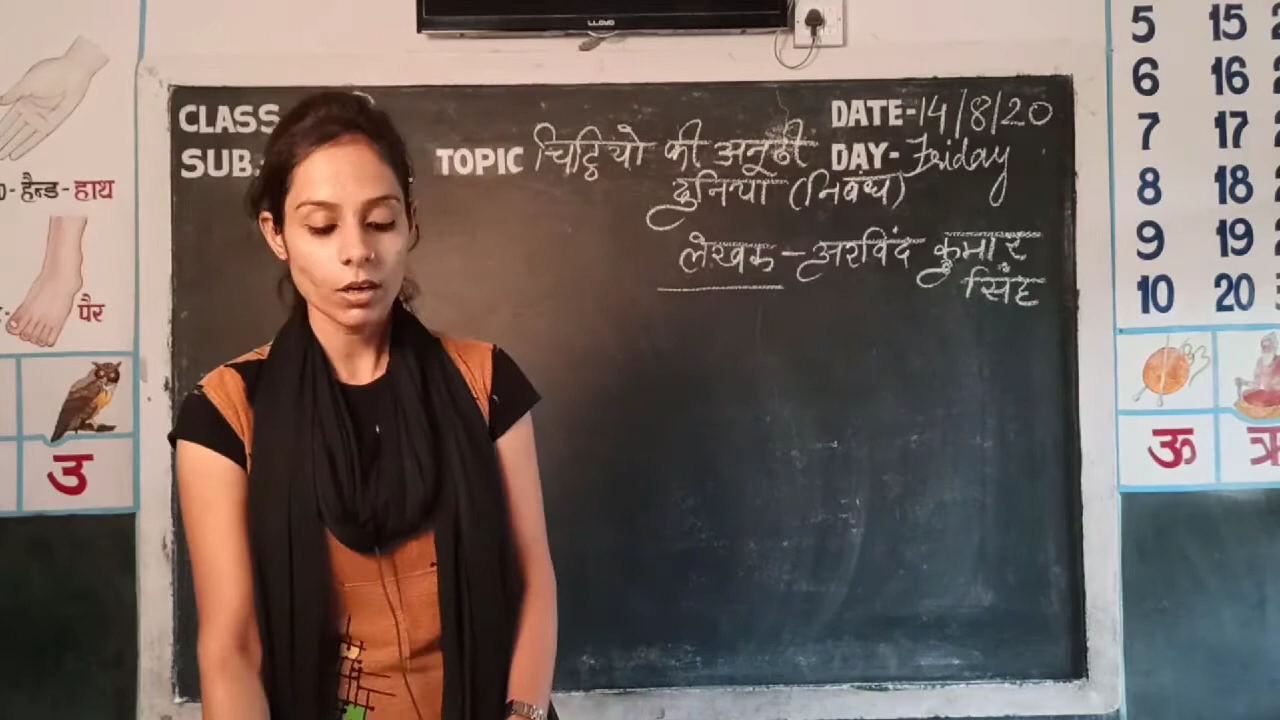 LLOYD
CLASS
DATE-14/8/20
SUB:
TOPIC चिट्ठियो की अनूठी
DAY-Friday
दुनिया (निबंध)
लेखक - अरविंद कुमार
सिंह
-हैन्ड-हाथ
पैर
उ
5 15
6 16
7 17
8 18
9 19
10 20
ऊ